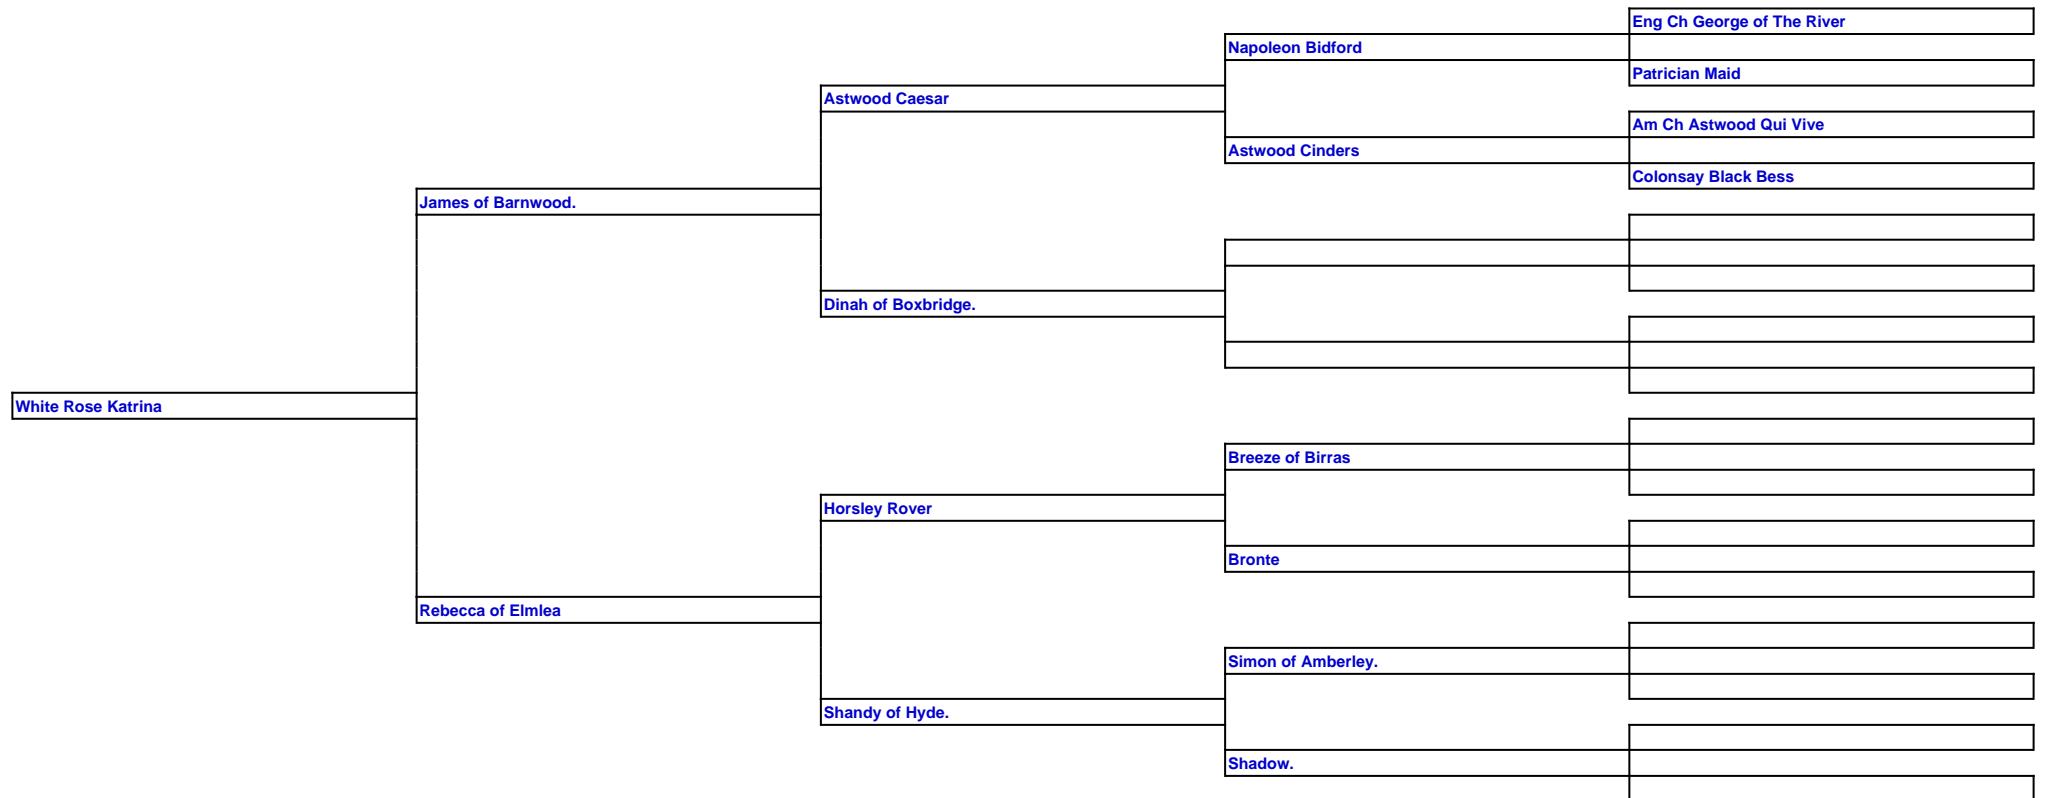 Eng Ch George of The River
Napoleon Bidford
Patrician Maid
Astwood Caesar
Am Ch Astwood Qui Vive
Astwood Cinders
Colonsay Black Bess
James of Barnwood.
Dinah of Boxbridge.
White Rose Katrina
Breeze of Birras
Horsley Rover
Bronte
Rebecca of Elmlea
Simon of Amberley.
Shandy of Hyde.
Shadow.